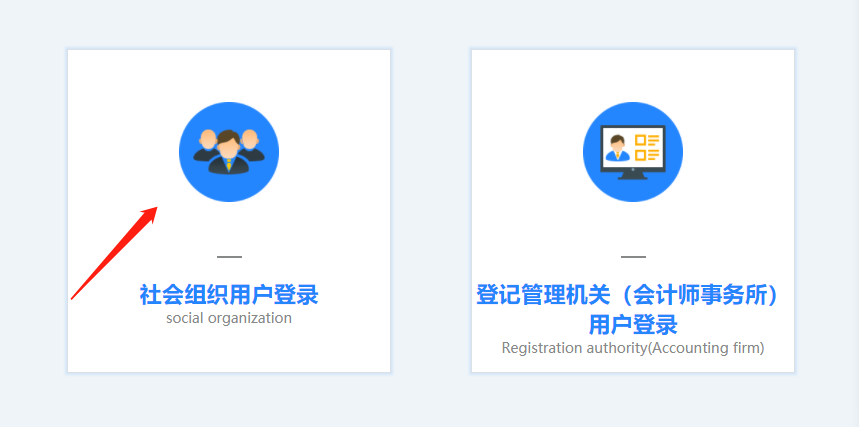 社会组织用户登录
social organization
登记管理机关（会计师事务所）
用户登录
Registration authority(Accounting firm)